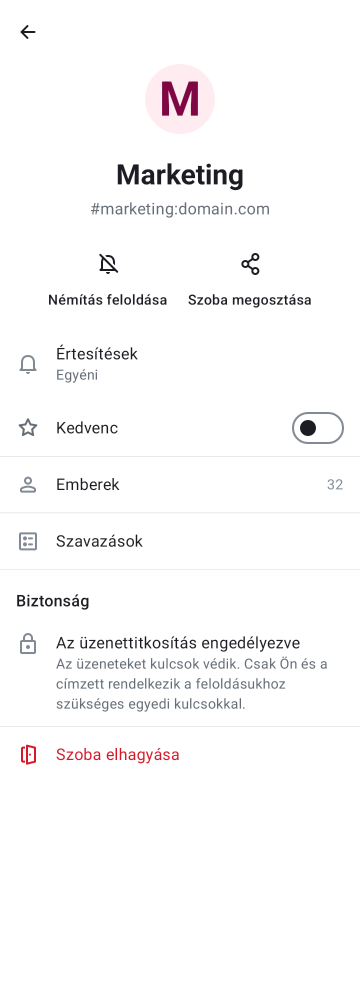 M
Marketing
#marketing:domain.com
Némítás feloldása
Szoba megosztása
Értesítések
Egyéni
Kedvenc
Emberek 32
Szavazások
Biztonság
Az üzenettitkosítás engedélyezve
Az üzeneteket kulcsok védik. Csak Ön és a
címzett rendelkezik a feloldásukhoz
szükséges egyedi kulcsokkal.
Szoba elhagyása